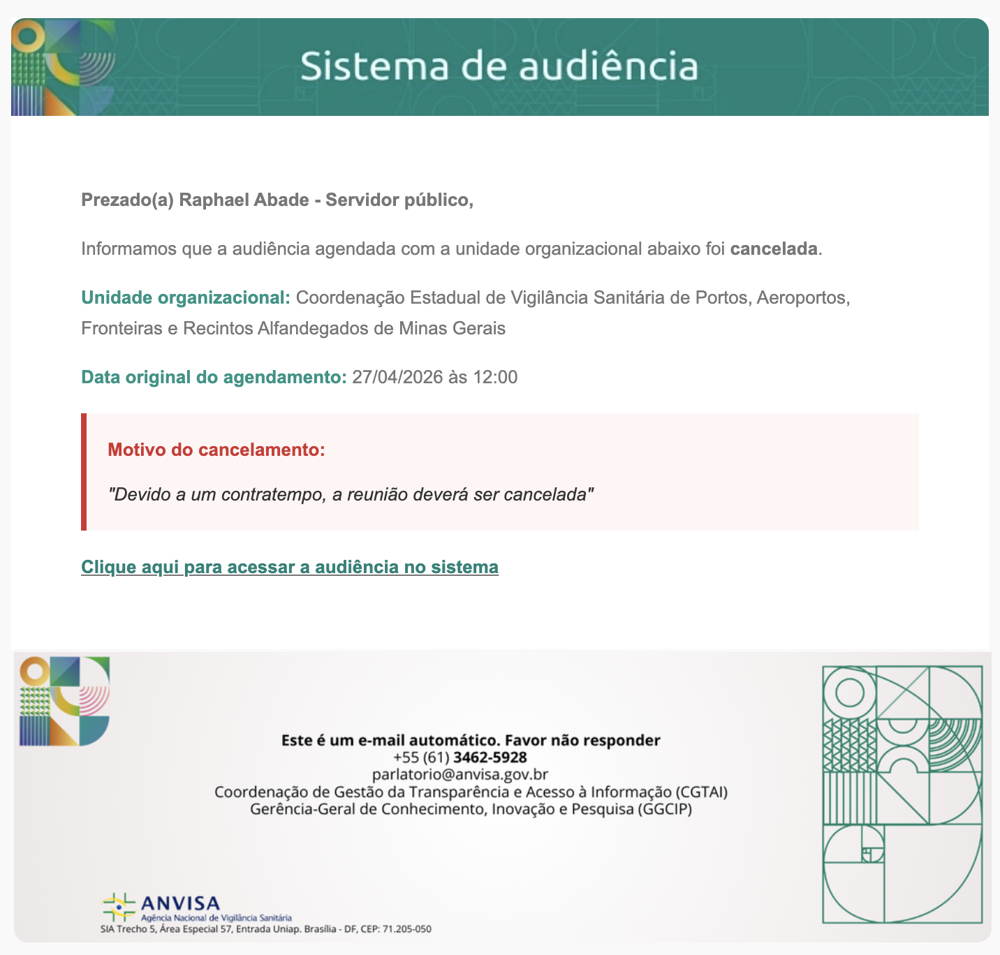 Sistema de audiência
Prezado(a) Raphael Abade - Servidor público,
Informamos que a audiência agendada com a unidade organizacional abaixo foi cancelada.
Unidade organizacional: Coordenação Estadual de Vigilância Sanitária de Portos, Aeroportos,
Fronteiras e Recintos Alfandegados de Minas Gerais
Data original do agendamento: 27/04/2026 às 12:00
Motivo do cancelamento:
"Devido a um contratempo, a reunião deverá ser cancelada"
Clique aqui para acessar a audiência no sistema
Este é um e-mail automático. Favor não responder
+55 (61) 3462-5928
parlatorio@anvisa.gov.br
Coordenação de Gestão da Transparência e Acesso à Informação (CGTAI)
Gerência-Geral de Conhecimento, Inovação e Pesquisa (GGCIP)
ANVISA
Agência Nacional de Vigilância Sanitária
SIA Trecho 5, Área Especial 57, Entrada Uniap. Brasília - DF, CEP: 71.205-050